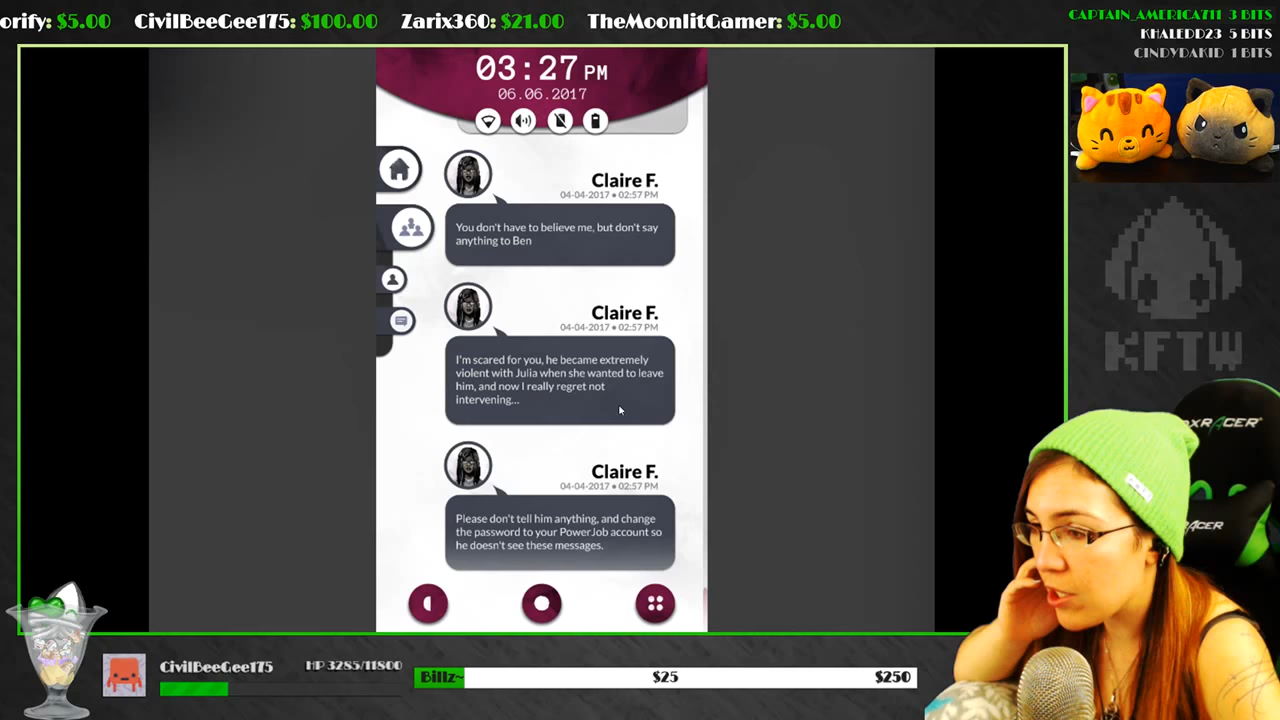 orify: $5.00 CivilBeeGee175: $100.00 Zarix360: $21.00 TheMoonlitGamer: $5.00
CAPTAIN_AMERICA711 3 BITS
KHALEDD23 5 BITS
CINDYDAKID 1 BITS
03:27 PM
06.06.2017
Claire F.
04-04-2017 • 02:57 PM
You don't have to believe me, but don't say
anything to Ben
Claire F.
04-04-2017 • 02:57 PM
I'm scared for you, he became extremely
violent with Julia when she wanted to leave
him, and now I really regret not
intervening...
Claire F.
04-04-2017 • 02:57 PM
Please don't tell him anything, and change
the password to your PowerJob account so
he doesn't see these messages.
KFTW
DXRACER
RACER
CivilBeeGee175 HP 3285/11800
Billz~ $25 $250